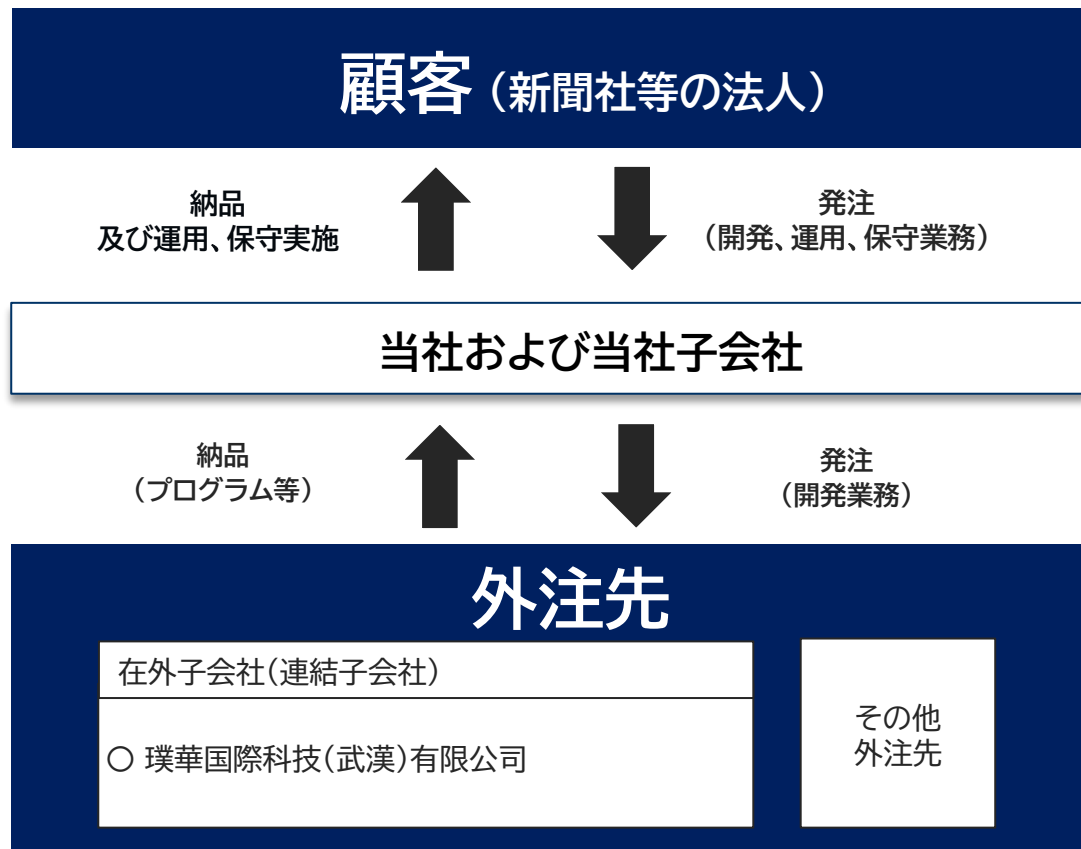 顧客（新聞社等の法人）
納品
及び運用、保守実施
発注
（開発、運用、保守業務）
当社および当社子会社
納品
（プログラム等）
発注
（開発業務）
外注先
在外子会社（連結子会社）
〇 璞華国際科技（武漢）有限公司
その他
外注先